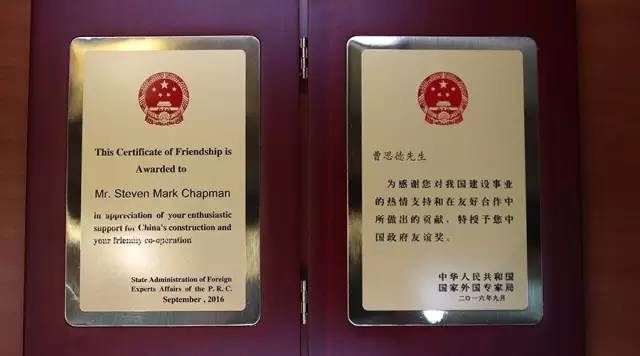 This Certificate of Friendship is
Awarded to
Mr. Steven Mark Chapman
in appreciation of your enthusiastic
support for China's construction and
your friendly co-operation
State Administration of Foreign
Experts Affairs of the P. R. C.
September , 2016
曹思德先生
为感谢您对我国建设事业
的热情支持和在友好合作中
所做出的贡献，特授予您中
国政府友谊奖。
中华人民共和国
国家外国专家局
二〇一六年九月